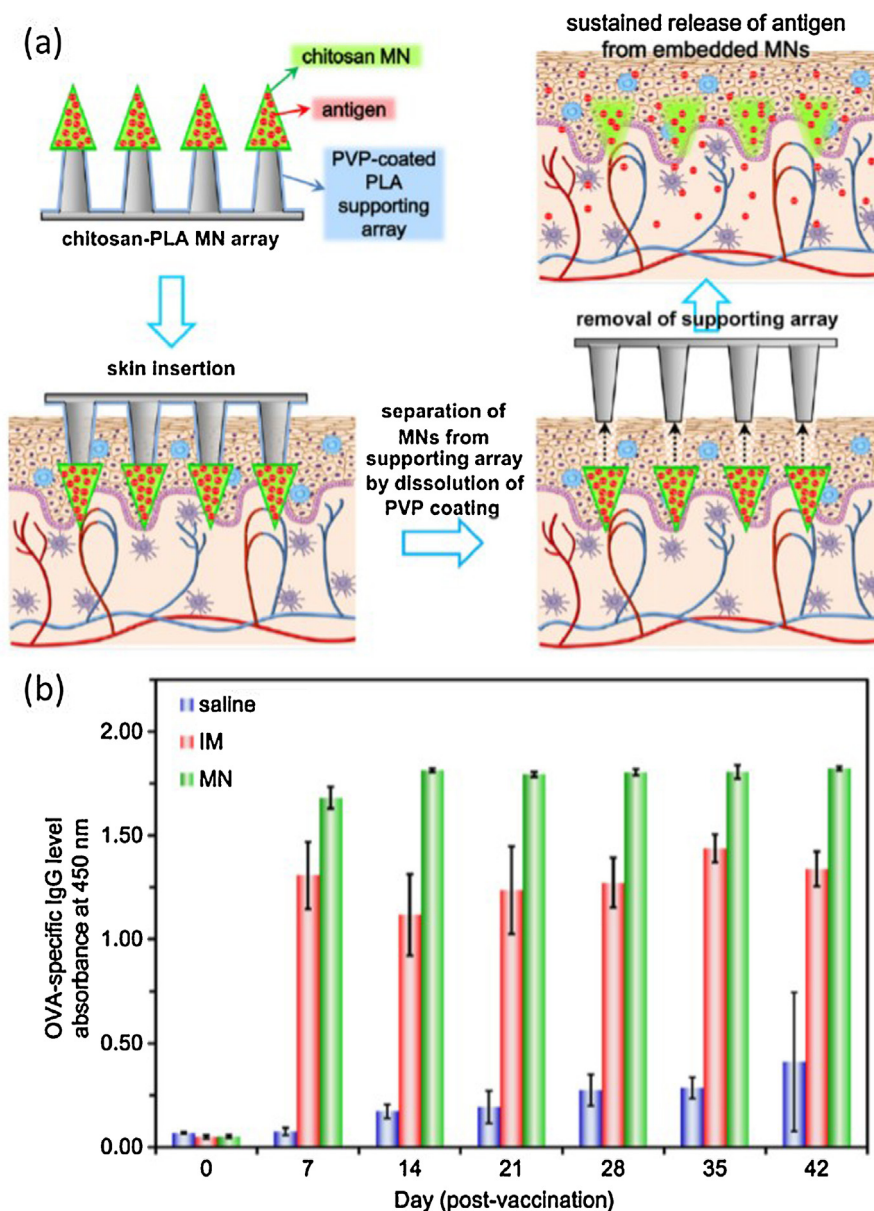 (a)
chitosan MN
antigen
PVP-coated
PLA
supporting
array
chitosan-PLA MN array
skin insertion
separation of
MNs from
supporting array
by dissolution of
PVP coating
removal of supporting array
sustained release of antigen
from embedded MNs
(b)
saline
IM
MN
OVA-specific IgG level
absorbance at 450 nm
2.00
1.50
1.00
0.50
0.00
0 7 14 21 28 35 42
Day (post-vaccination)